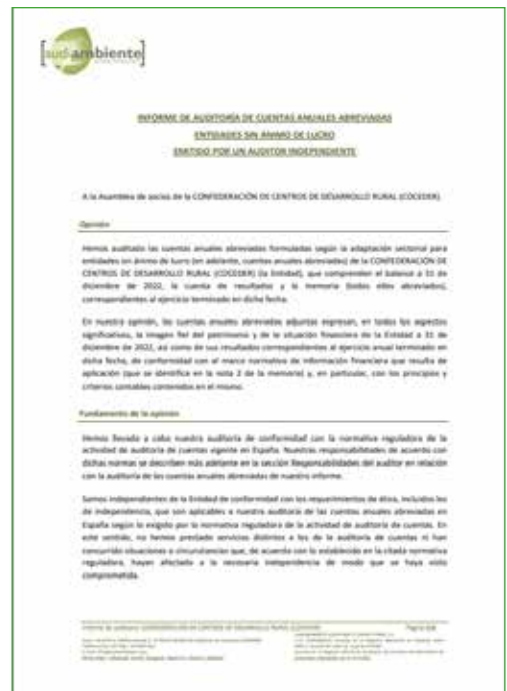 [audiambiente]
INFORME DE AUDITORÍA DE CUENTAS ANUALES ABREVIADAS
ENTIDADES SIN ÁNIMO DE LUCRO
EMITIDO POR UN AUDITOR INDEPENDIENTE
A la Asamblea de socios de la CONFEDERACIÓN DE CENTROS DE DESARROLLO RURAL (COCEDER)
Opinión
Hemos auditado las cuentas anuales abreviadas formuladas según la adaptación sectorial para
entidades sin ánimo de lucro (en adelante, cuentas anuales abreviadas) de la CONFEDERACIÓN DE
CENTROS DE DESARROLLO RURAL (COCEDER) (la Entidad), que comprenden el balance a 31 de
diciembre de 2022, la cuenta de resultados y la memoria (todos ellos abreviados),
correspondientes al ejercicio terminado en dicha fecha.
En nuestra opinión, las cuentas anuales abreviadas adjuntas expresan, en todos los aspectos
significativos, la imagen fiel del patrimonio y de la situación financiera de la Entidad a 31 de
diciembre de 2022, así como de sus resultados correspondientes al ejercicio anual terminado en
dicha fecha, de conformidad con el marco normativo de información financiera que resulta de
aplicación (que se identifica en la nota 2 de la memoria) y, en particular, con los principios y
criterios contables contenidos en el mismo.
Fundamento de la opinión
Hemos llevado a cabo nuestra auditoría de conformidad con la normativa reguladora de la
actividad de auditoría de cuentas vigente en España. Nuestras responsabilidades de acuerdo con
dichas normas se describen más adelante en la sección Responsabilidades del auditor en relación
con la auditoría de las cuentas anuales abreviadas de nuestro informe.
Somos independientes de la Entidad de conformidad con los requerimientos de ética, incluidos los
de independencia, que son aplicables a nuestra auditoría de las cuentas anuales abreviadas en
España según lo exigido por la normativa reguladora de la actividad de auditoría de cuentas. En
este sentido, no hemos prestado servicios distintos a los de la auditoría de cuentas ni han
concurrido situaciones o circunstancias que, de acuerdo con lo establecido en la citada normativa
reguladora, hayan afectado a la necesaria independencia de modo que se haya visto
comprometida.